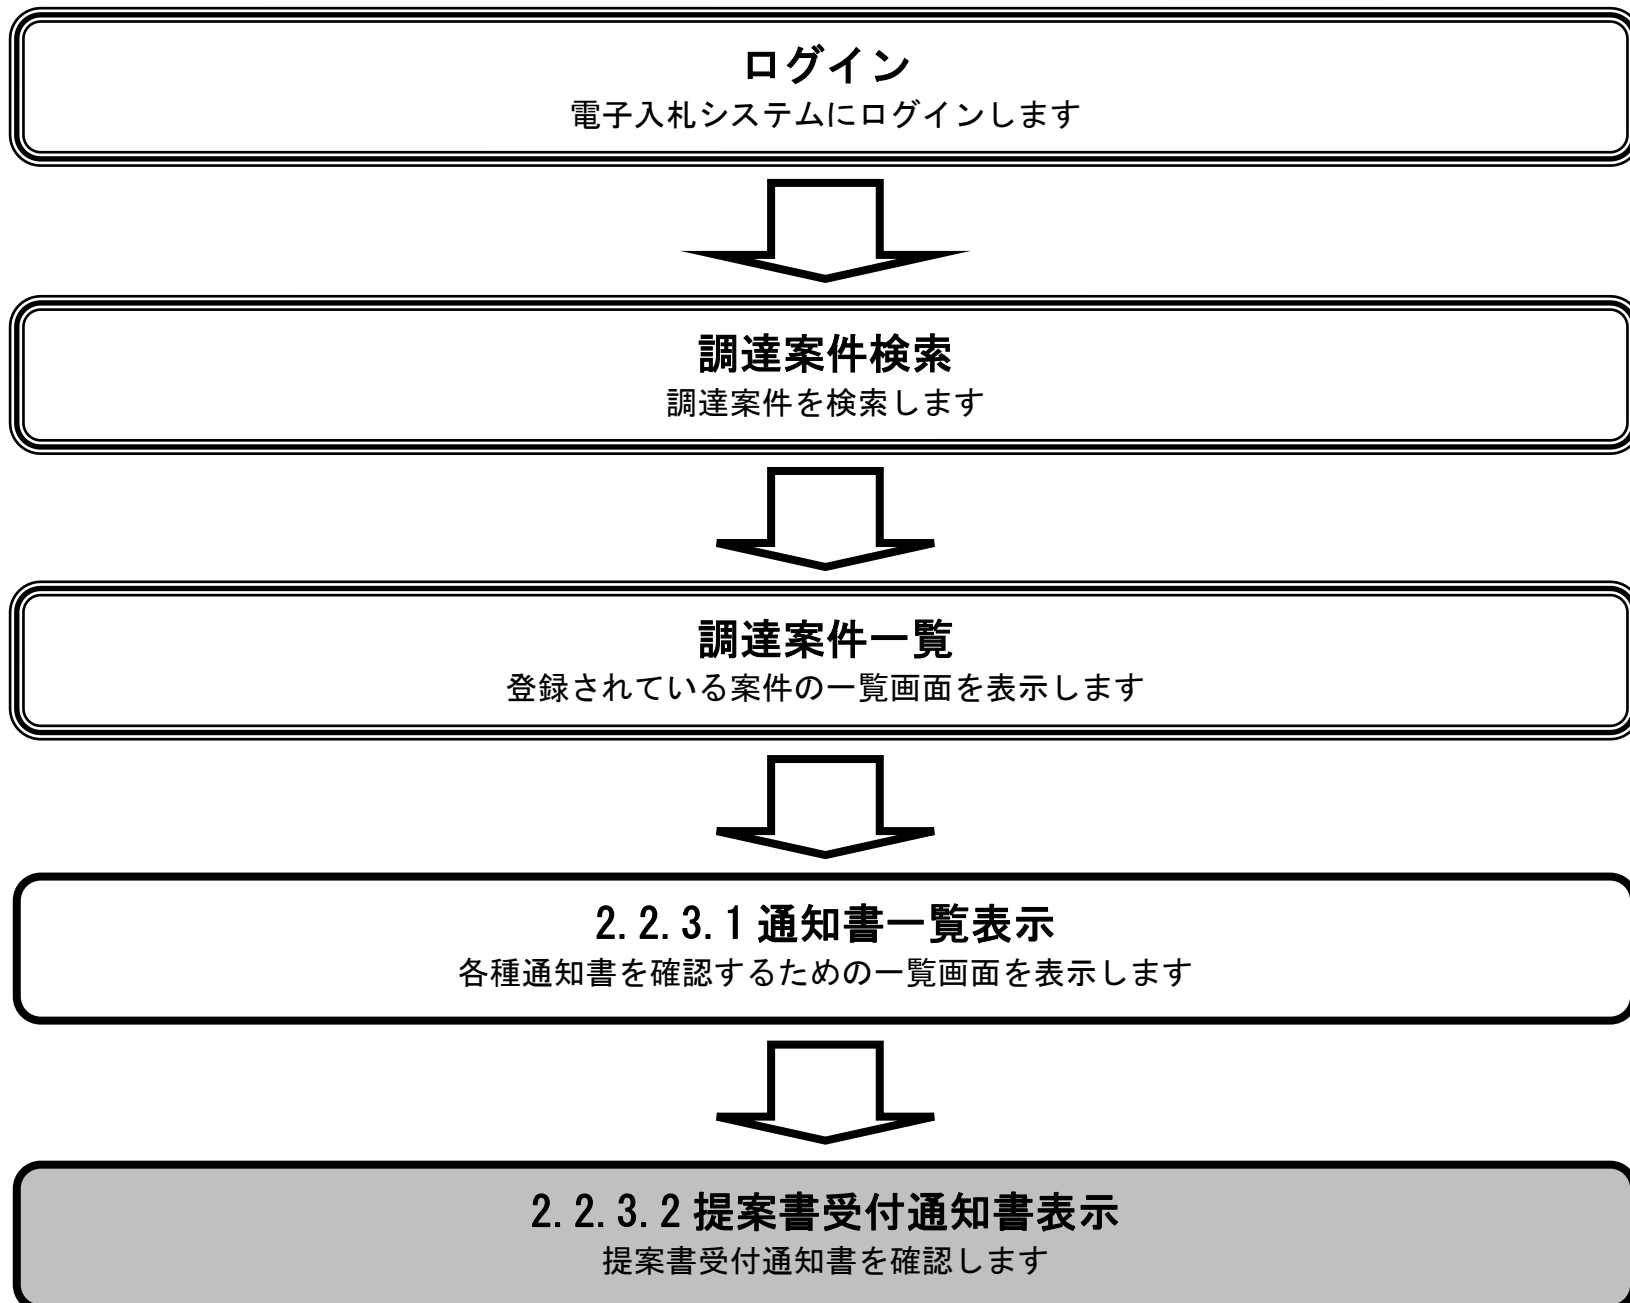 ログイン
電子入札システムにログインします
調達案件検索
調達案件を検索します
調達案件一覧
登録されている案件の一覧画面を表示します
2.2.3.1 通知書一覧表示
各種通知書を確認するための一覧画面を表示します
2.2.3.2 提案書受付通知書表示
提案書受付通知書を確認します